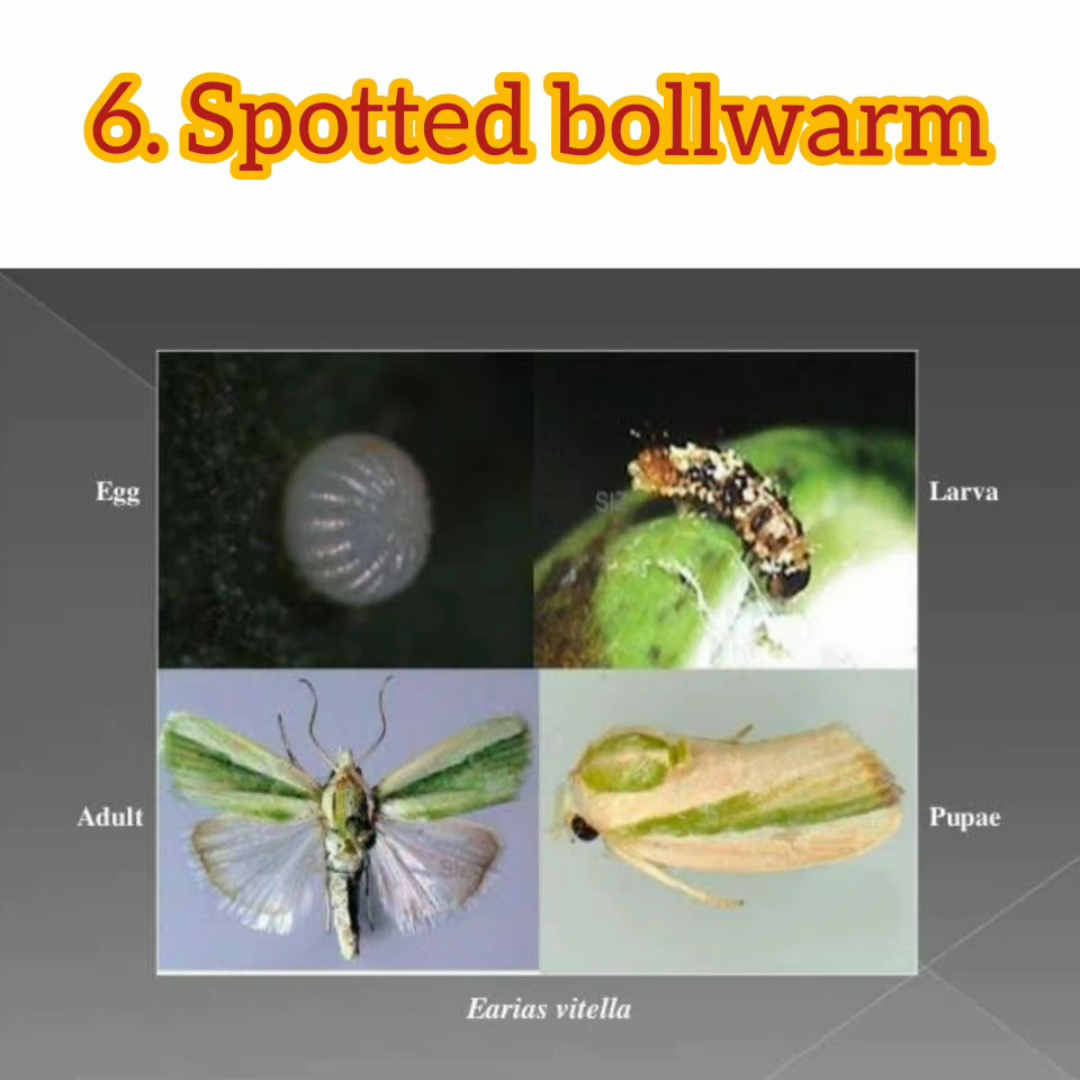 6. Spotted bollwarm
Egg
Larva
Adult
Pupae
Earias vitella